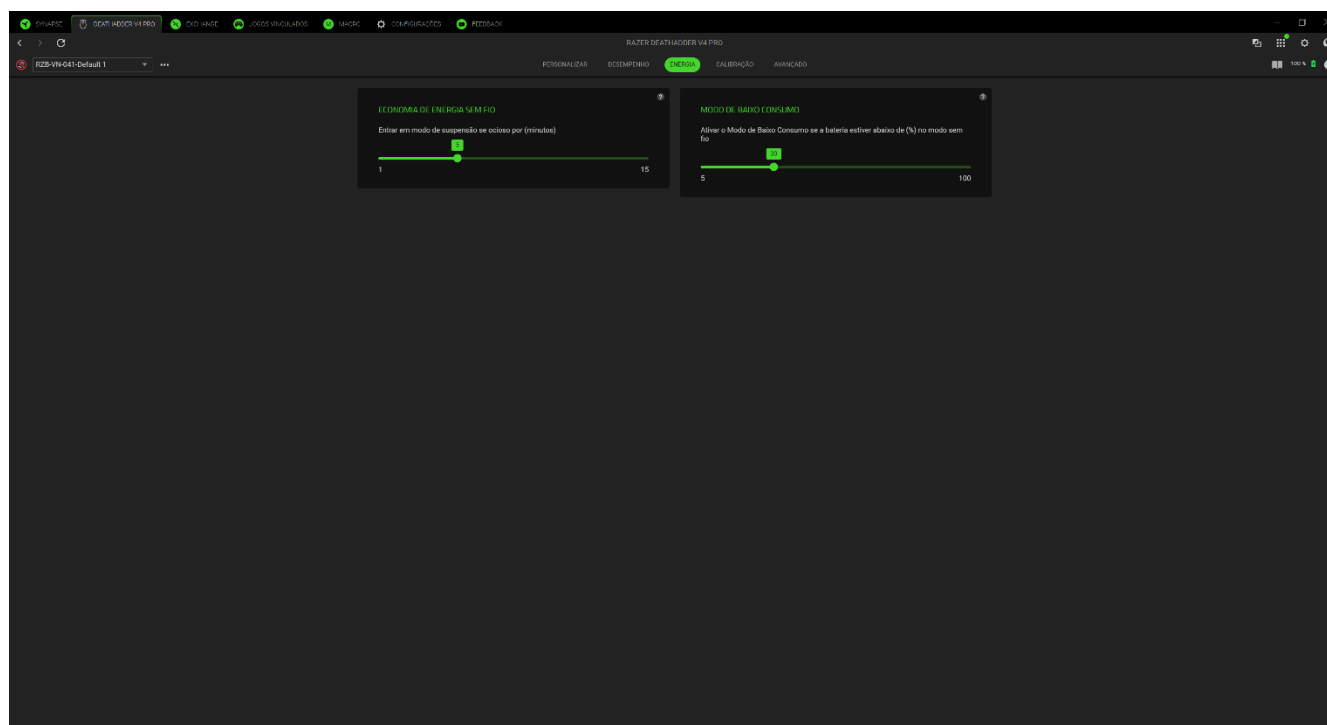 SYNAPSE DEATHADDER V4 PRO EXCHANGE JOGOS VINCULADOS MACRO CONFIGURAÇÕES FEEDBACK
RAZER DEATHADDER V4 PRO
RZB-VN-041-Default 1 PERSONALIZAR DESEMPENHO ENERGIA CALIBRAÇÃO AVANÇADO 100 %
ECONOMIA DE ENERGIA SEM FIO
Entrar em modo de suspensão se ocioso por (minutos)
5
1 15
MODO DE BAIXO CONSUMO
Ativar o Modo de Baixo Consumo se a bateria estiver abaixo de (%) no modo sem
fio
30
5 100